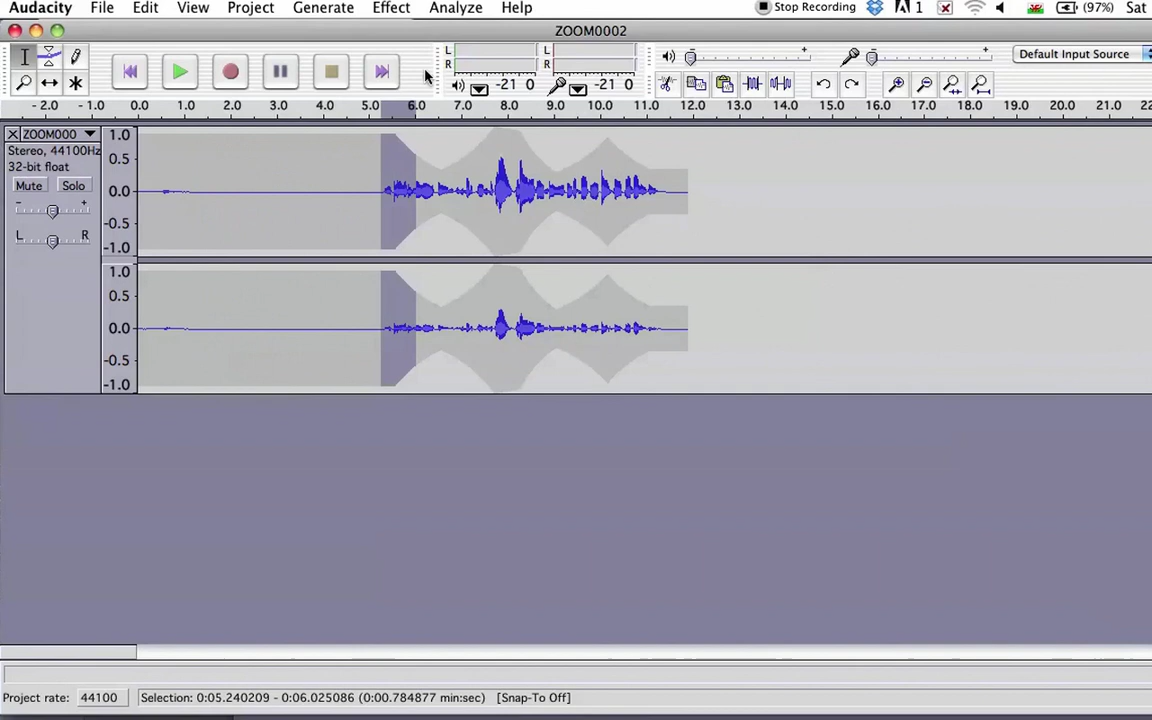 Audacity File Edit View Project Generate Effect Analyze Help Stop Recording 1 (97%) Sat
ZOOM0002
L R L R -21 0 -21 0 - + - + Default Input Source
-2.0 -1.0 0.0 1.0 2.0 3.0 4.0 5.0 6.0 7.0 8.0 9.0 10.0 11.0 12.0 13.0 14.0 15.0 16.0 17.0 18.0 19.0 20.0 21.0 22
ZOOM000 1.0
Stereo, 44100Hz 0.5
32-bit float
Mute Solo 0.0
- +
-0.5
L R -1.0
1.0
0.5
0.0
-0.5
-1.0
Project rate: 44100 Selection: 0:05.240209 - 0:06.025086 (0:00.784877 min:sec) [Snap-To Off]